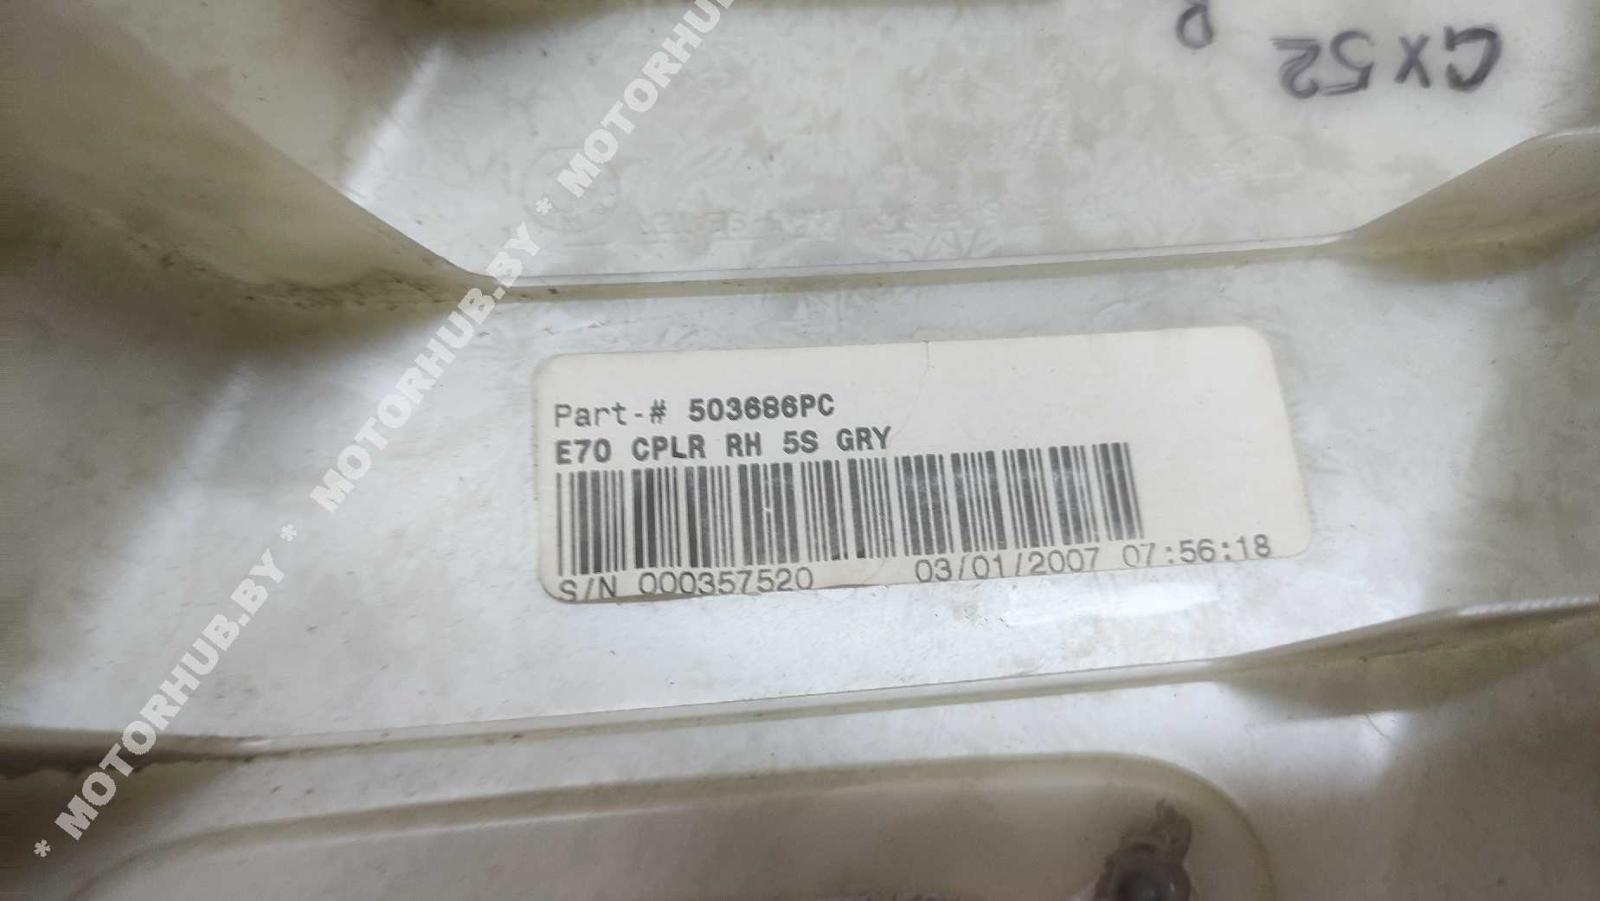 GX52
D
Part-# 503686PC
E70 CPLR RH 5S GRY
S/N 000357520 03/01/2007 07:56:18
* MOTORHUB.BY * MOTORHUB.BY * MOTORHUB